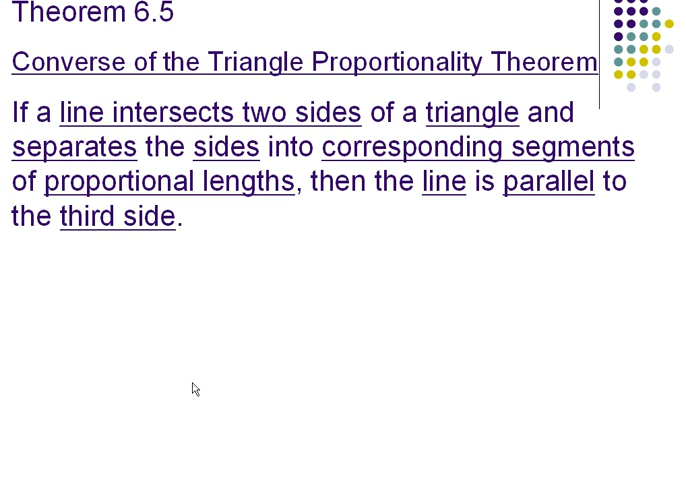 Theorem 6.5
Converse of the Triangle Proportionality Theorem
If a line intersects two sides of a triangle and
separates the sides into corresponding segments
of proportional lengths, then the line is parallel to
the third side.